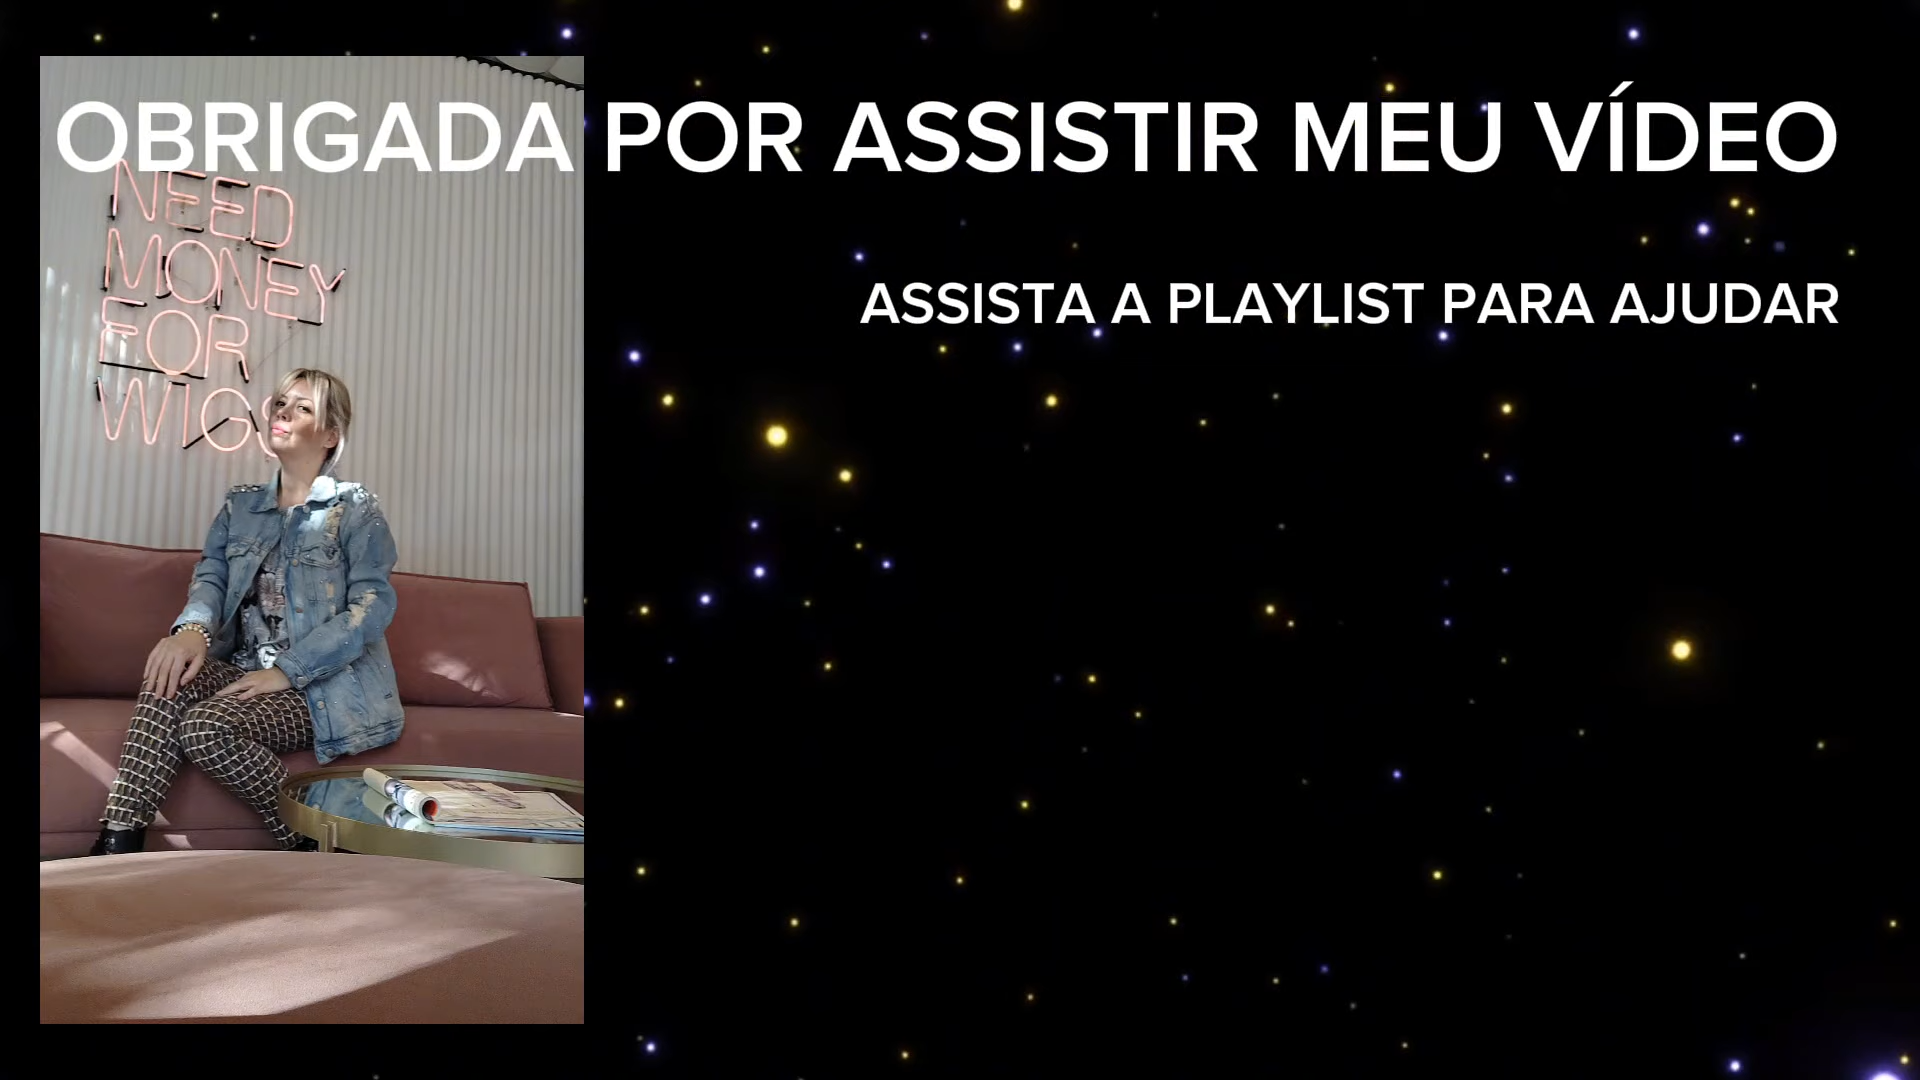 OBRIGADA POR ASSISTIR MEU VÍDEO
NEED
MONEY
FOR
WIGS
ASSISTA A PLAYLIST PARA AJUDAR